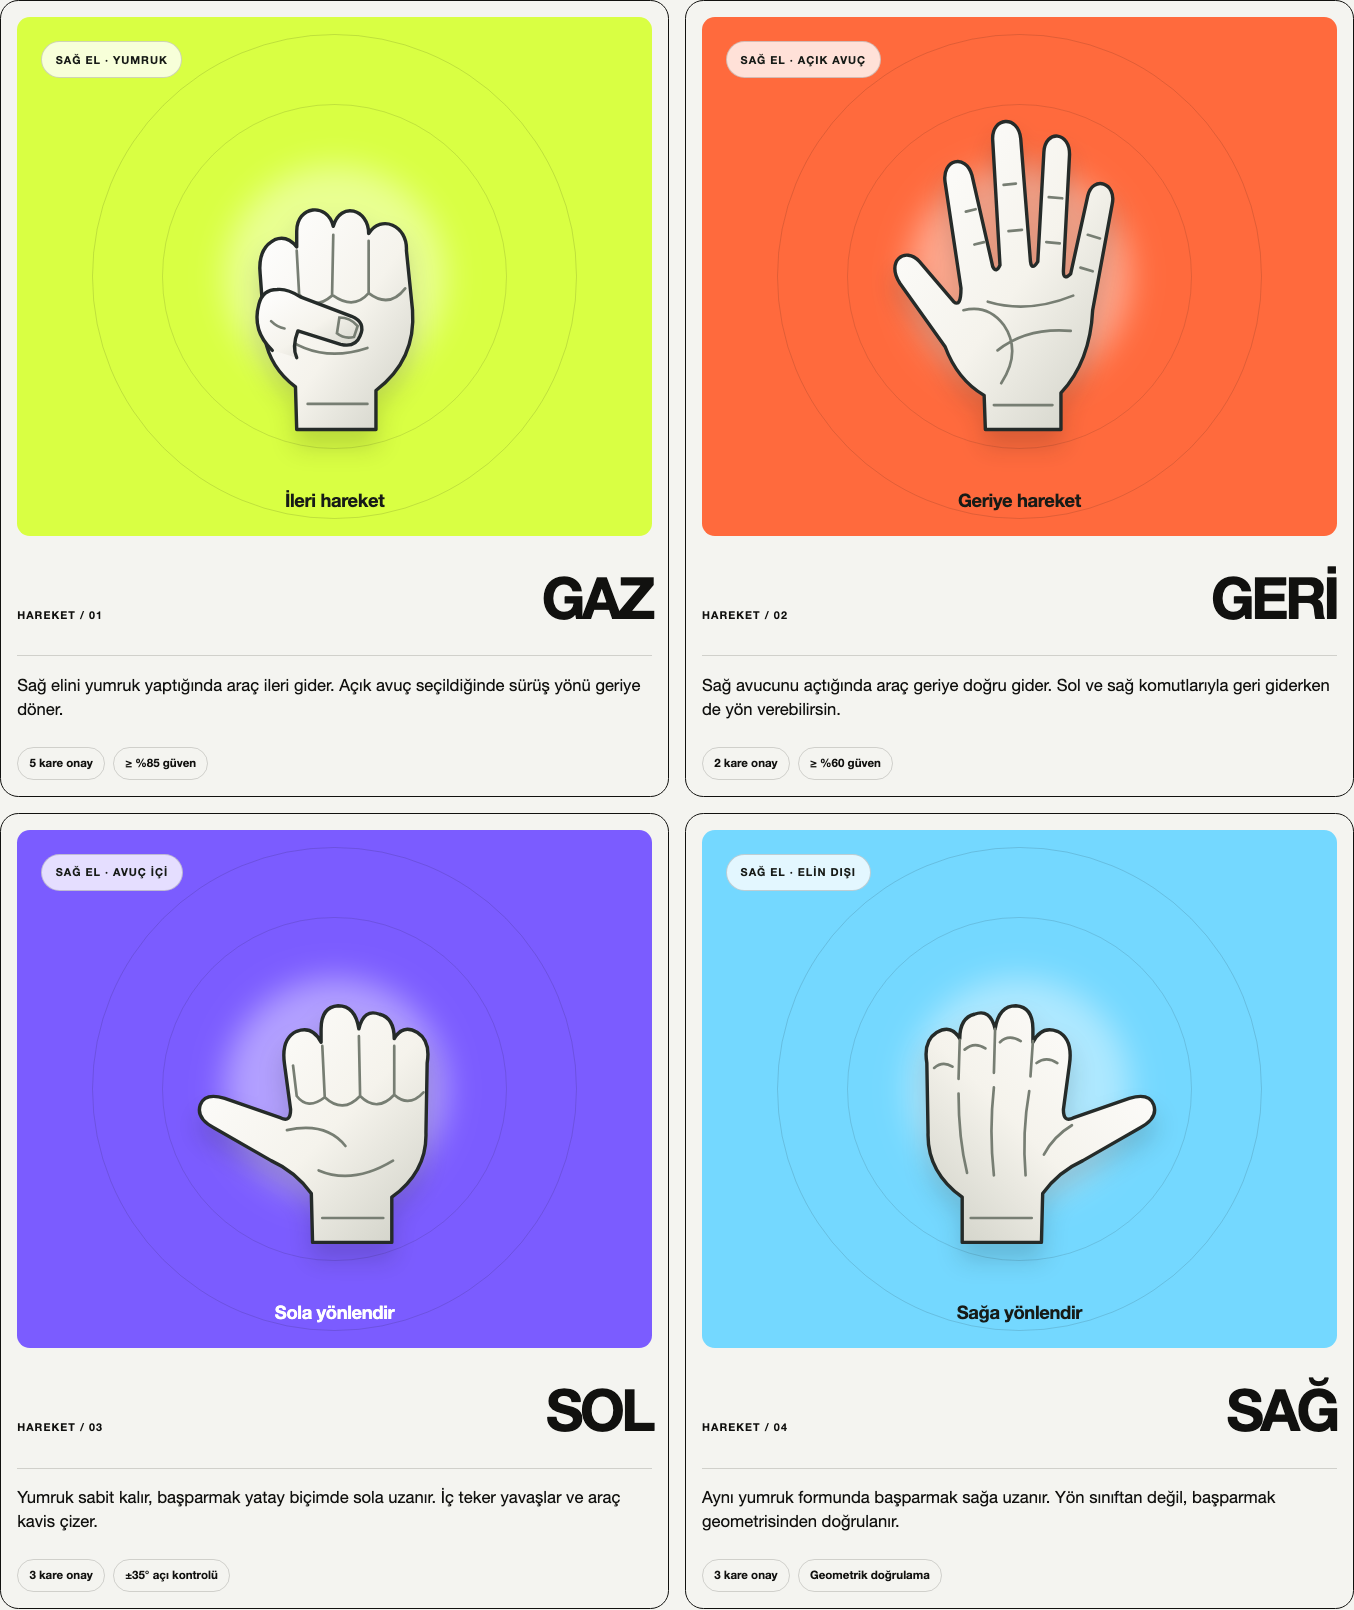 SAĞ EL · YUMRUK
İleri hareket
HAREKET / 01
GAZ
Sağ elini yumruk yaptığında araç ileri gider. Açık avuç seçildiğinde sürüş yönü geriye
döner.
5 kare onay
≥ %85 güven
SAĞ EL · AÇIK AVUÇ
Geriye hareket
HAREKET / 02
GERİ
Sağ avucunu açtığında araç geriye doğru gider. Sol ve sağ komutlarıyla geri giderken
de yön verebilirsin.
2 kare onay
≥ %60 güven
SAĞ EL · AVUÇ İÇİ
Sola yönlendir
HAREKET / 03
SOL
Yumruk sabit kalır, başparmak yatay biçimde sola uzanır. İç teker yavaşlar ve araç
kavis çizer.
3 kare onay
±35° açı kontrolü
SAĞ EL · ELİN DIŞI
Sağa yönlendir
HAREKET / 04
SAĞ
Aynı yumruk formunda başparmak sağa uzanır. Yön sınıftan değil, başparmak
geometrisinden doğrulanır.
3 kare onay
Geometrik doğrulama